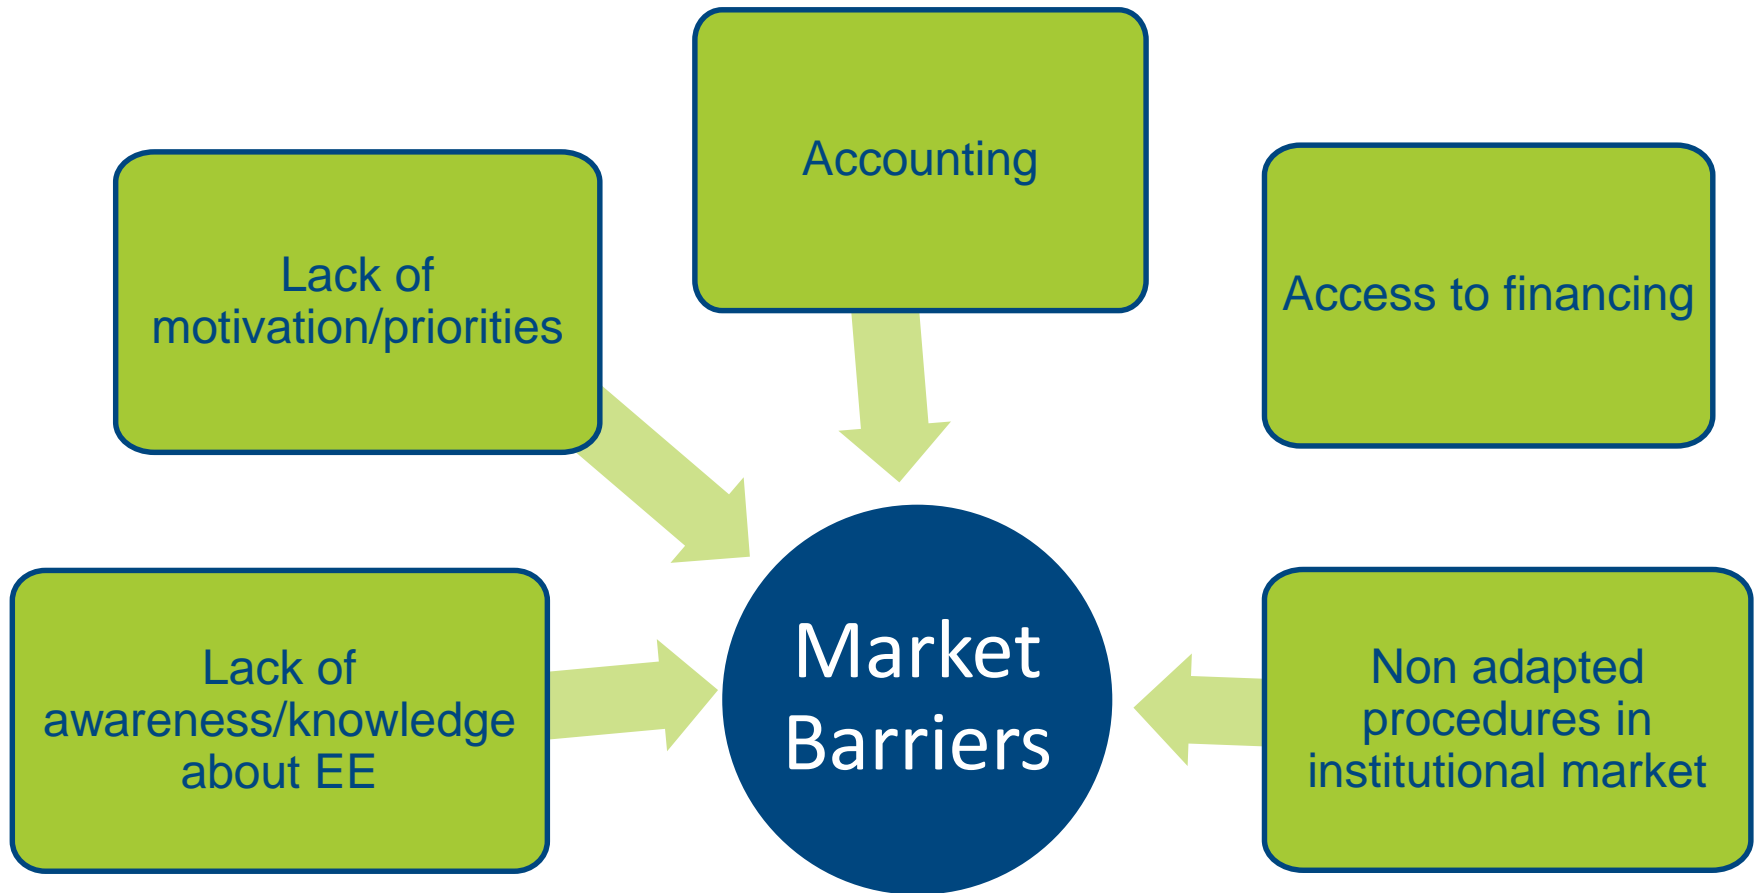 Accounting
Lack of
motivation/priorities
Access to financing
Lack of
awareness/knowledge
about EE
Market
Barriers
Non adapted
procedures in
institutional market